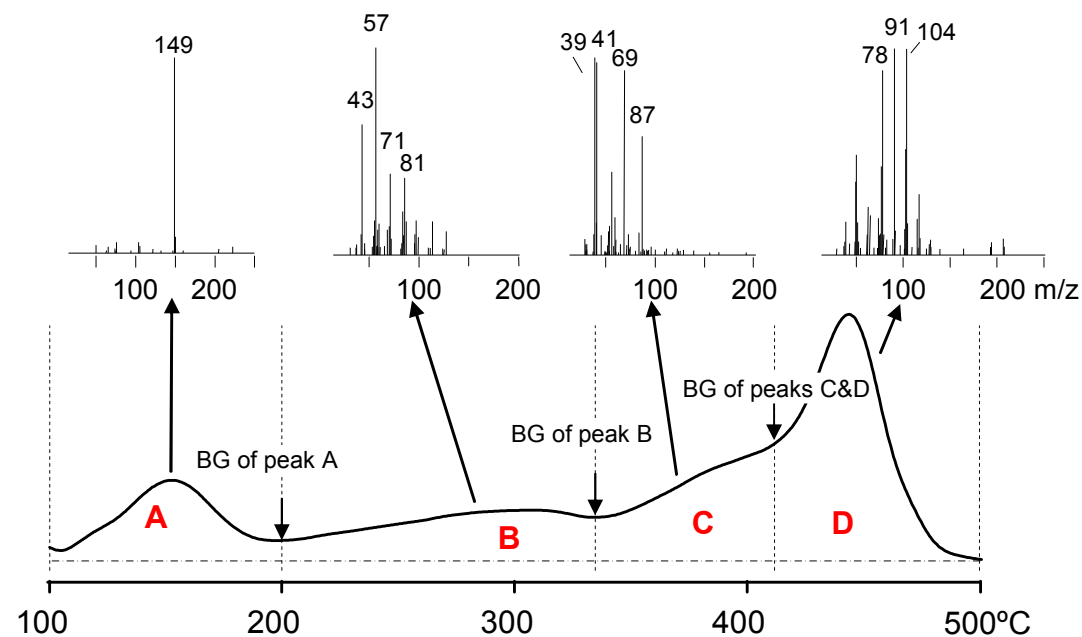 149
57
43
71
81
39 41
69
87
91
104
78
100 200
100 200
100 200
100 200 m/z
BG of peak A
BG of peak B
BG of peaks C&D
A
B
C
D
100 200 300 400 500ºC